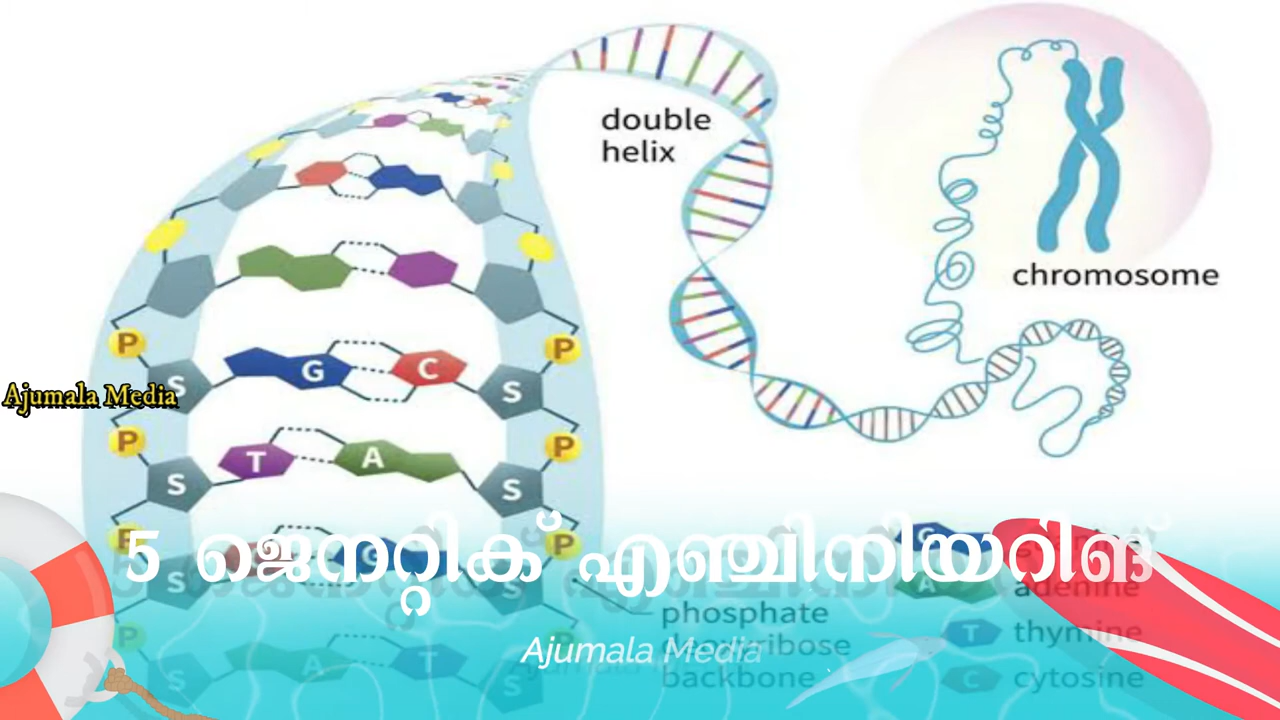 double
helix
chromosome
P
P
G
C
S
S
Ajumala Media
P
P
T
A
S
S
P
P
G
5 ജെനറ്റിക് എഞ്ചിനിയറിങ്
S
S
A
adenine
phosphate
T
thymine
P
deoxyribose
Ajumala Media
backbone
C
cytosine
S
A
T
S